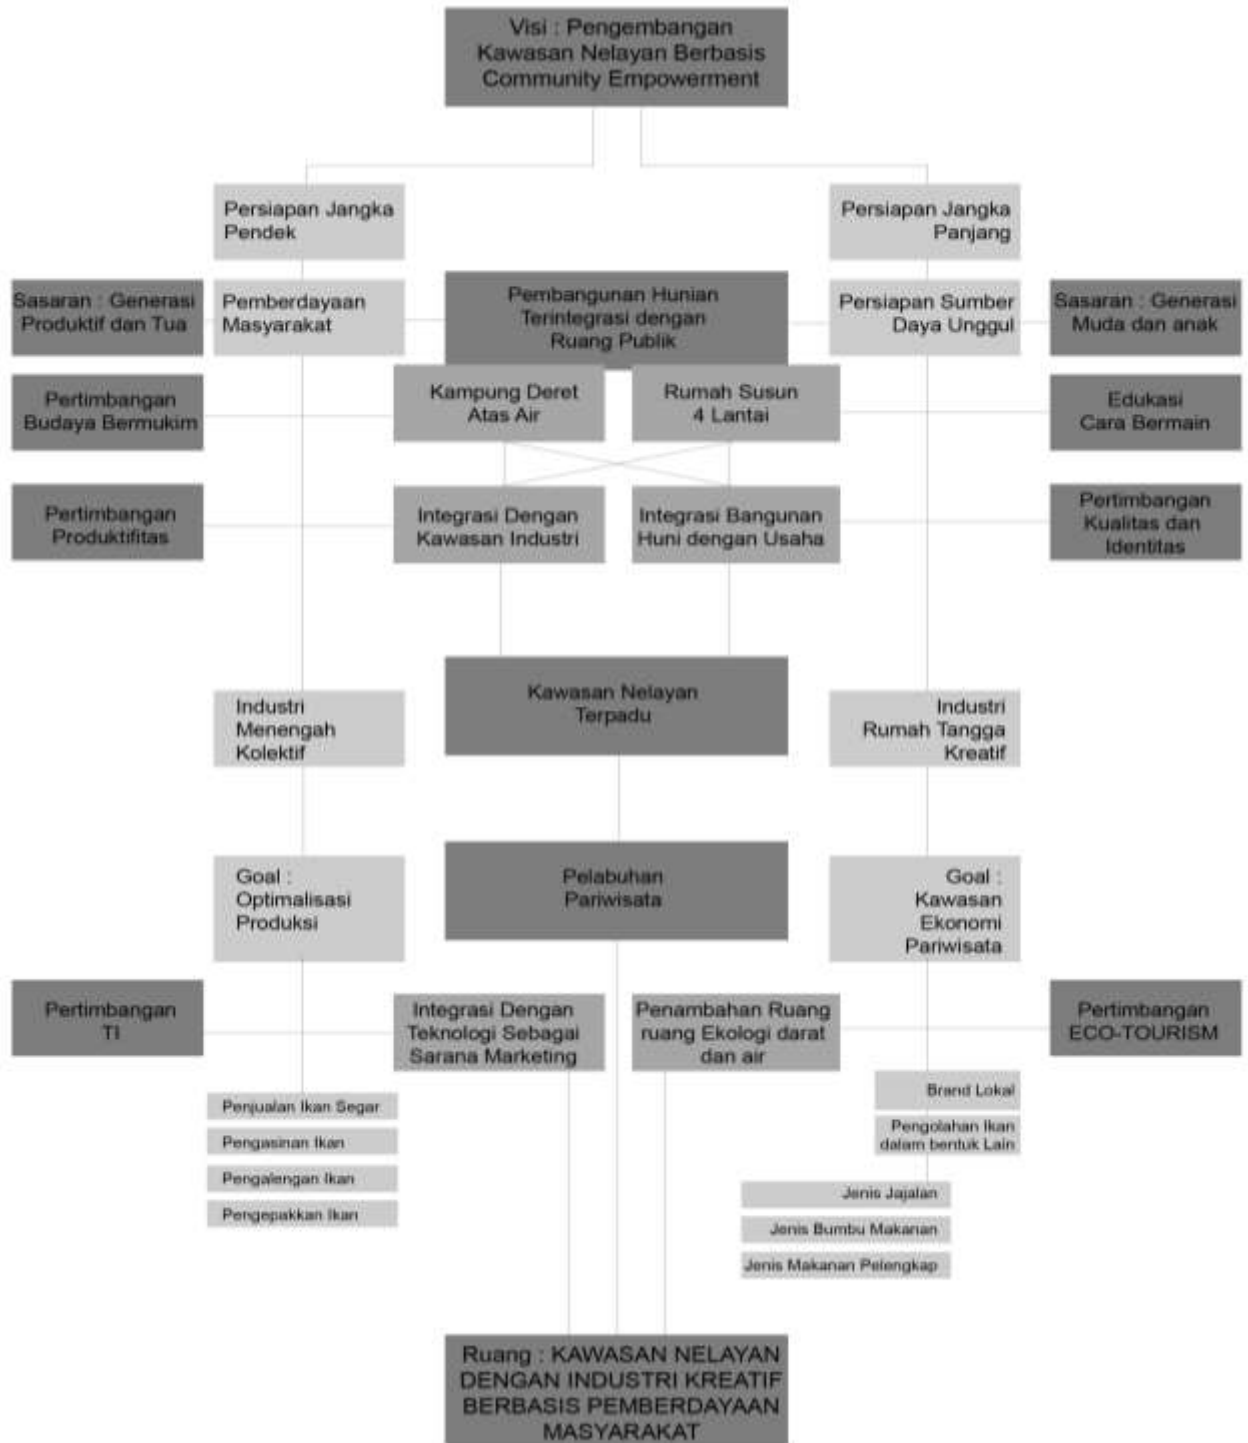 Visi : Pengembangan
Kawasan Nelayan Berbasis
Community Empowerment
Persiapan Jangka
Pendek
Persiapan Jangka
Panjang
Sasaran : Generasi
Produktif dan Tua
Pemberdayaan
Masyarakat
Pembangunan Hunian
Terintegrasi dengan
Ruang Publik
Persiapan Sumber
Daya Unggul
Sasaran : Generasi
Muda dan anak
Pertimbangan
Budaya Bermukim
Kampung Deret
Atas Air
Rumah Susun
4 Lantai
Edukasi
Cara Bermain
Pertimbangan
Produktifitas
Integrasi Dengan
Kawasan Industri
Integrasi Bangunan
Huni dengan Usaha
Pertimbangan
Kualitas dan
Identitas
Industri
Menengah
Kolektif
Kawasan Nelayan
Terpadu
Industri
Rumah Tangga
Kreatif
Goal :
Optimalisasi
Produksi
Pelabuhan
Pariwisata
Goal :
Kawasan
Ekonomi
Pariwisata
Pertimbangan
TI
Integrasi Dengan
Teknologi Sebagai
Sarana Marketing
Penambahan Ruang
ruang Ekologi darat
dan air
Pertimbangan
ECO-TOURISM
Penjualan Ikan Segar
Pengasinan Ikan
Pengalengan Ikan
Pengepakkan Ikan
Brand Lokal
Pengolahan Ikan
dalam bentuk Lain
Jenis Jajalan
Jenis Bumbu Makanan
Jenis Makanan Pelengkap
Ruang : KAWASAN NELAYAN
DENGAN INDUSTRI KREATIF
BERBASIS PEMBERDAYAAN
MASYARAKAT